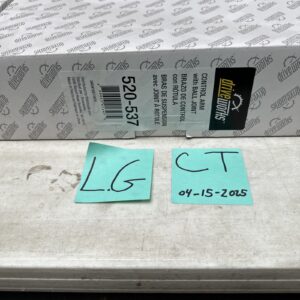 driveworks
CONTROL ARM
with BALL JOINT
BRAZO DE CONTROL
con RÓTULA
BRAS DE SUSPENSION
avec JOINT À ROTULE
520-537
L.G
CT
04-15-2025